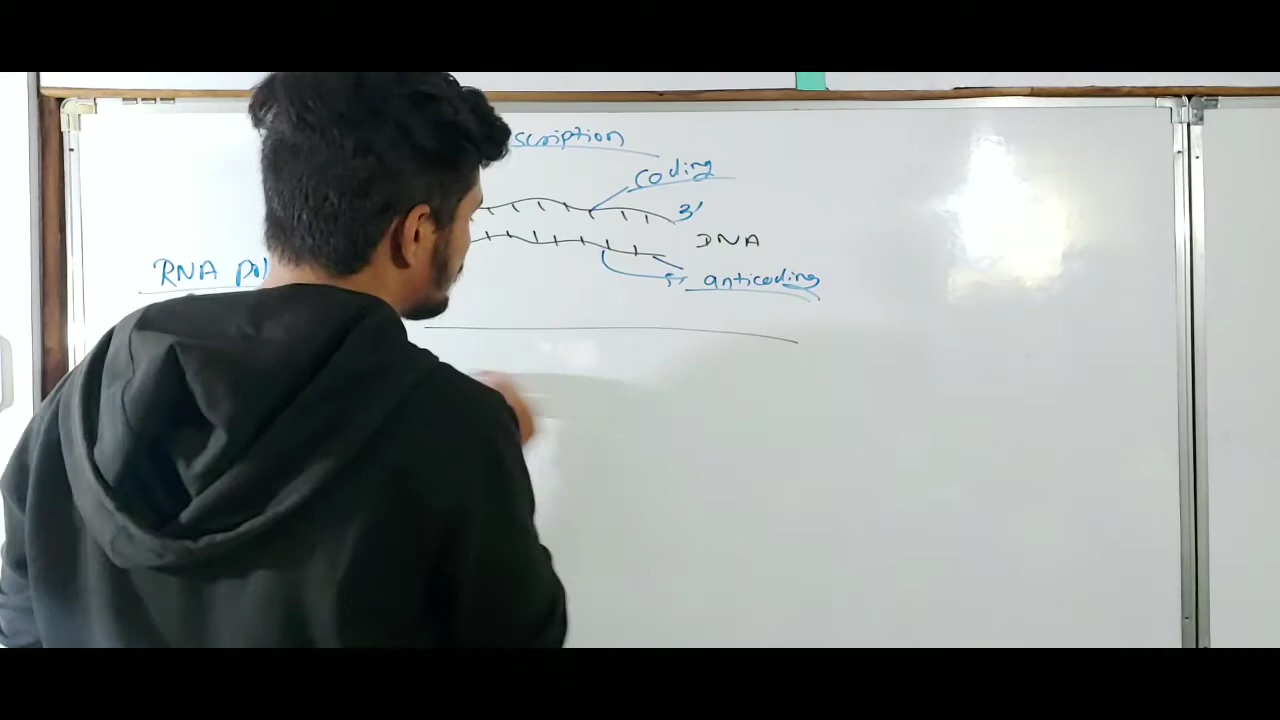 scription
coding
3'
DNA
RNA pol
5' anticoding